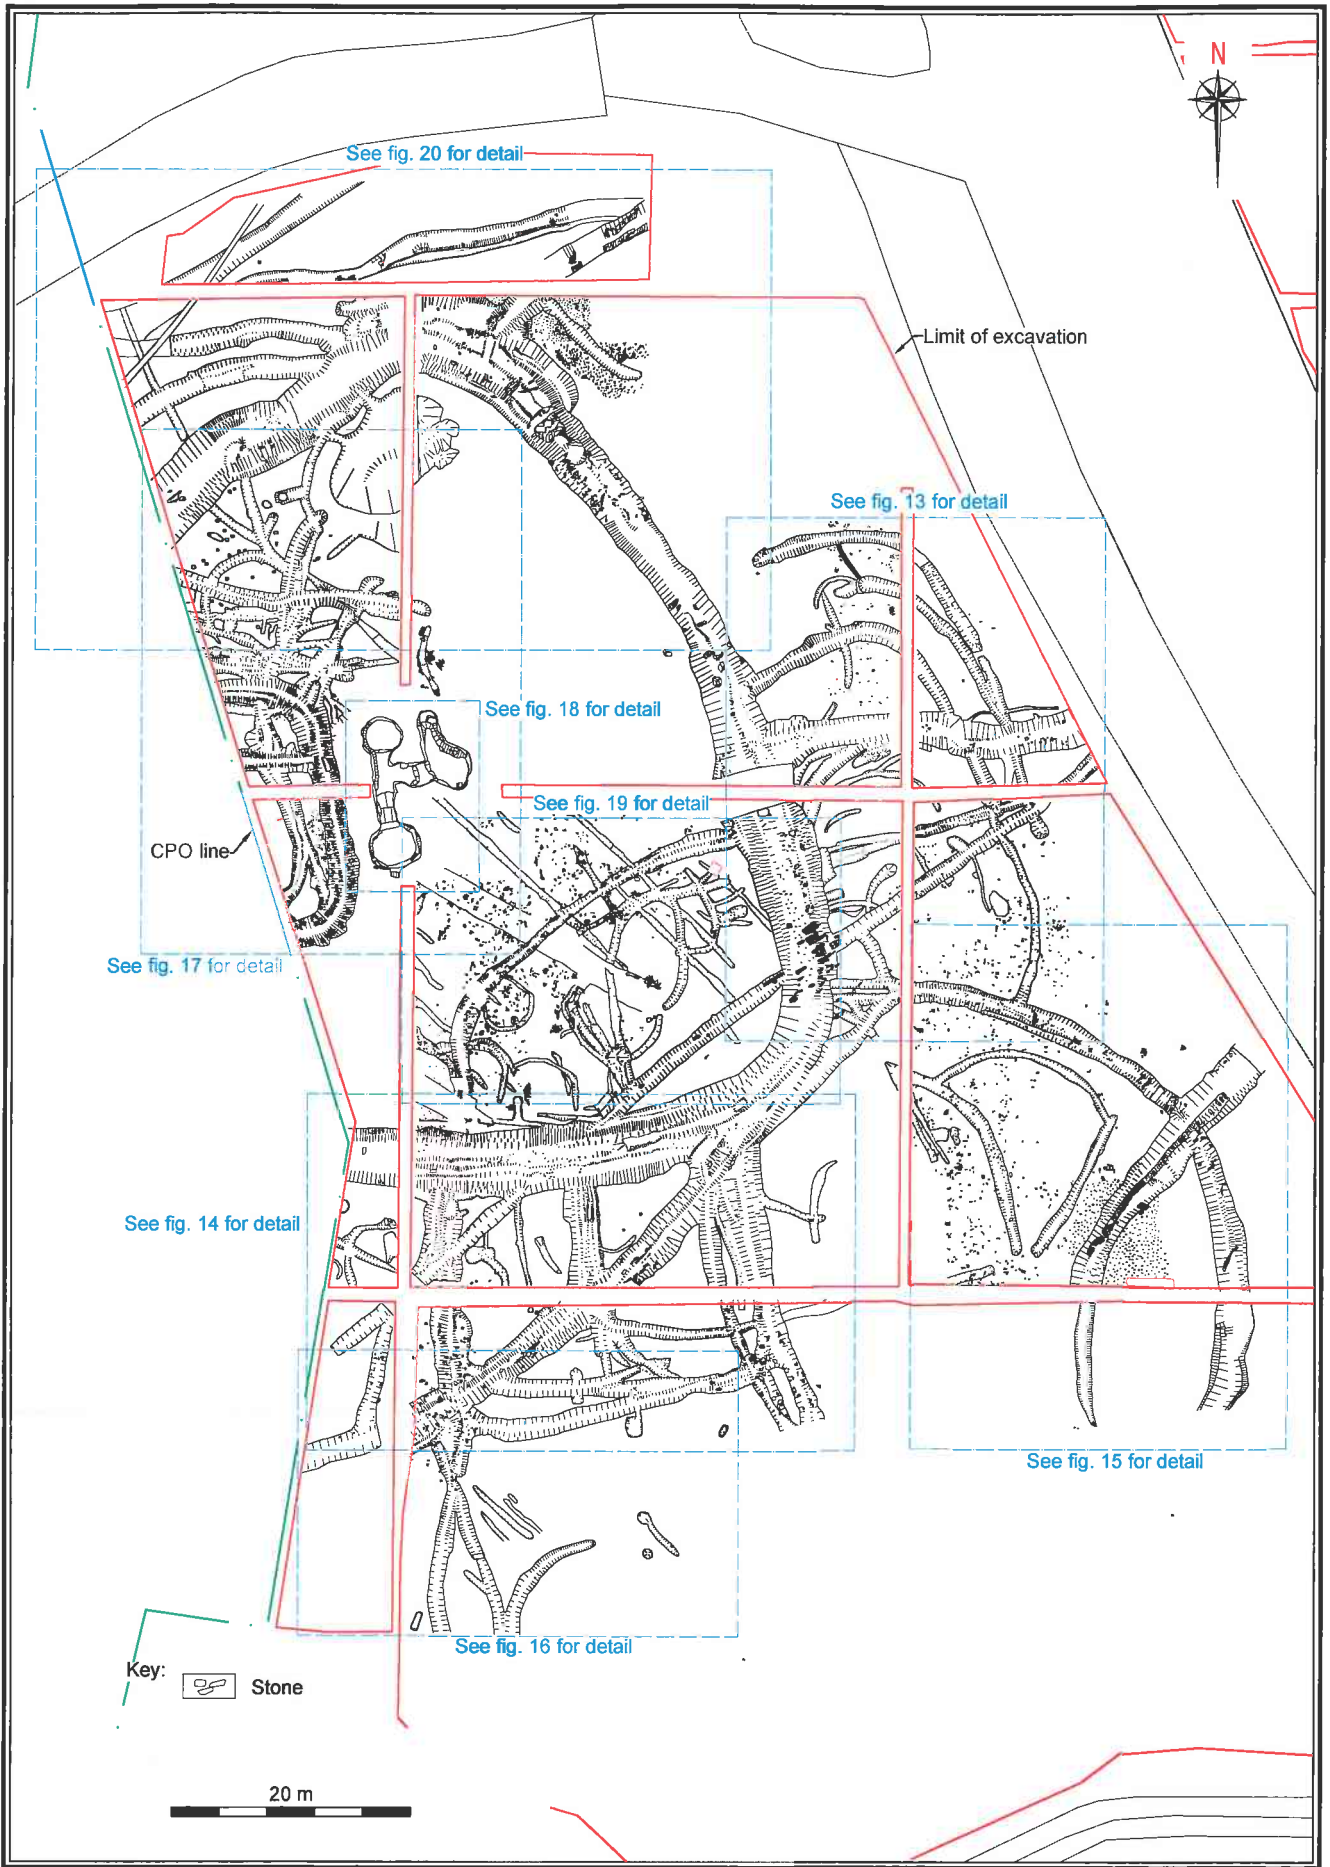 N
See fig. 20 for detail
Limit of excavation
See fig. 13 for detail
See fig. 18 for detail
See fig. 19 for detail
CPO line
See fig. 17 for detail
See fig. 14 for detail
See fig. 15 for detail
See fig. 16 for detail
Key:
Stone
20 m